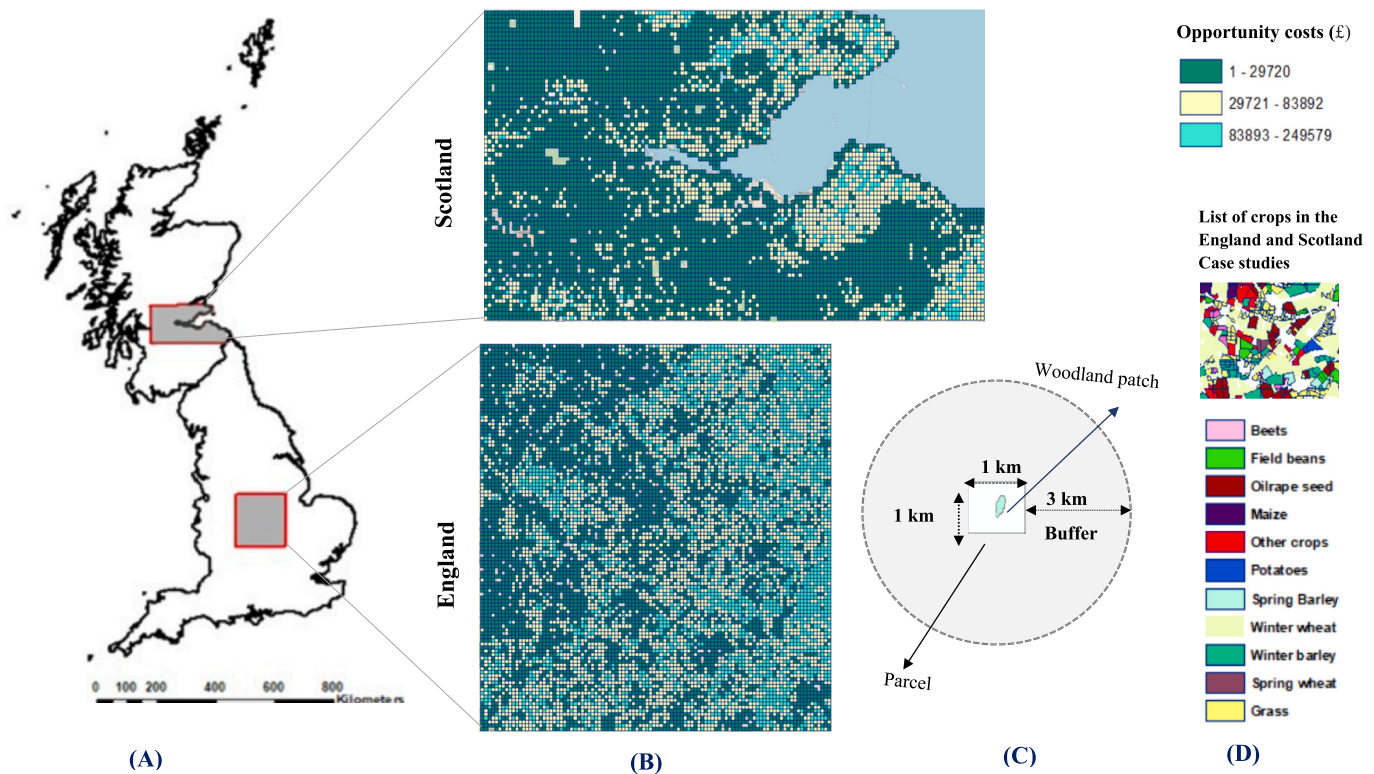 Scotland
England
0 100 200 400 600 800
Kilometers
Woodland patch
1 km
1 km
3 km
Buffer
Parcel
Opportunity costs (£)
1 - 29720
29721 - 83892
83893 - 249579
List of crops in the
England and Scotland
Case studies
Beets
Field beans
Oilrape seed
Maize
Other crops
Potatoes
Spring Barley
Winter wheat
Winter barley
Spring wheat
Grass
(A)
(B)
(C)
(D)